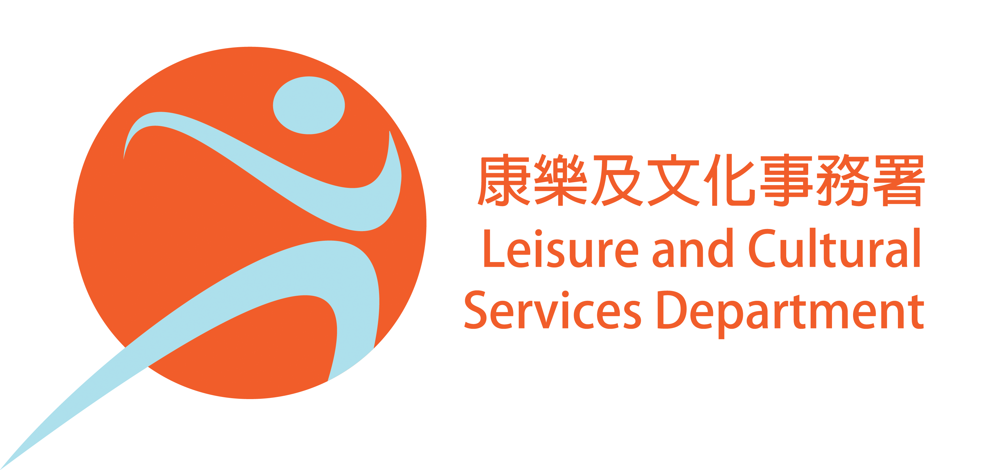 康樂及文化事務署
Leisure and Cultural
Services Department